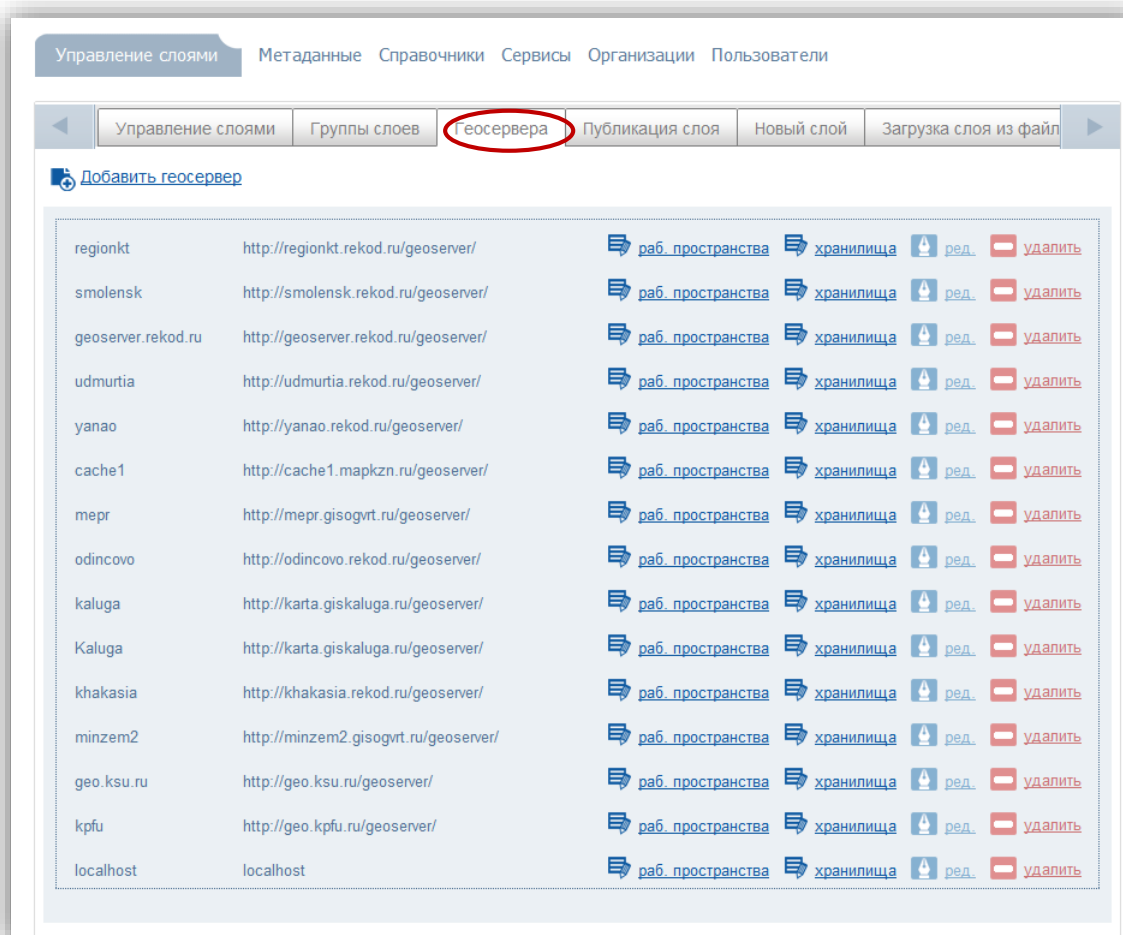 Управление слоями Метаданные Справочники Сервисы Организации Пользователи
Управление слоями Группы слоев Геосервера Публикация слоя Новый слой Загрузка слоя из файл
Добавить геосервер
regionkt http://regionkt.rekod.ru/geoserver/ раб. пространства хранилища ред. удалить
smolensk http://smolensk.rekod.ru/geoserver/ раб. пространства хранилища ред. удалить
geoserver.rekod.ru http://geoserver.rekod.ru/geoserver/ раб. пространства хранилища ред. удалить
udmurtia http://udmurtia.rekod.ru/geoserver/ раб. пространства хранилища ред. удалить
yanao http://yanao.rekod.ru/geoserver/ раб. пространства хранилища ред. удалить
cache1 http://cache1.mapkzn.ru/geoserver/ раб. пространства хранилища ред. удалить
mepr http://mepr.gisogvrt.ru/geoserver/ раб. пространства хранилища ред. удалить
odincovo http://odincovo.rekod.ru/geoserver/ раб. пространства хранилища ред. удалить
kaluga http://karta.giskaluga.ru/geoserver/ раб. пространства хранилища ред. удалить
Kaluga http://karta.giskaluga.ru/geoserver/ раб. пространства хранилища ред. удалить
khakasia http://khakasia.rekod.ru/geoserver/ раб. пространства хранилища ред. удалить
minzem2 http://minzem2.gisogvrt.ru/geoserver/ раб. пространства хранилища ред. удалить
geo.ksu.ru http://geo.ksu.ru/geoserver/ раб. пространства хранилища ред. удалить
kpfu http://geo.kpfu.ru/geoserver/ раб. пространства хранилища ред. удалить
localhost localhost раб. пространства хранилища ред. удалить